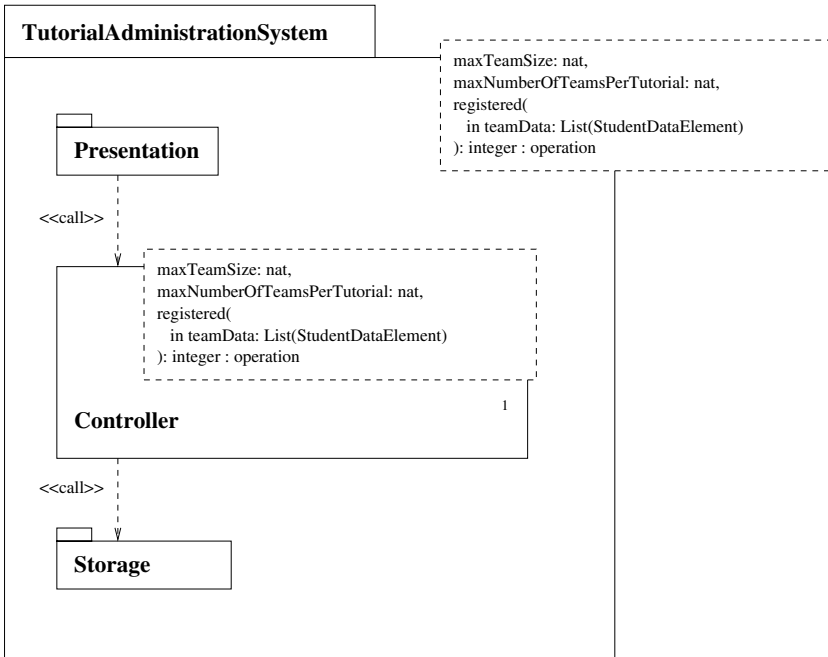 TutorialAdministrationSystem
maxTeamSize: nat,
maxNumberOfTeamsPerTutorial: nat,
registered(
in teamData: List(StudentDataElement)
): integer : operation
Presentation
<<call>>
maxTeamSize: nat,
maxNumberOfTeamsPerTutorial: nat,
registered(
in teamData: List(StudentDataElement)
): integer : operation
1
Controller
<<call>>
Storage